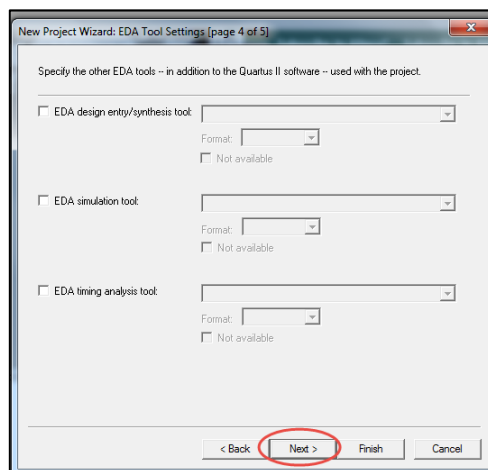 New Project Wizard: EDA Tool Settings [page 4 of 5]
Specify the other EDA tools -- in addition to the Quartus II software -- used with the project.
EDA design entry/synthesis tool:
Format:
Not available
EDA simulation tool:
Format:
Not available
EDA timing analysis tool:
Format:
Not available
< Back Next > Finish Cancel